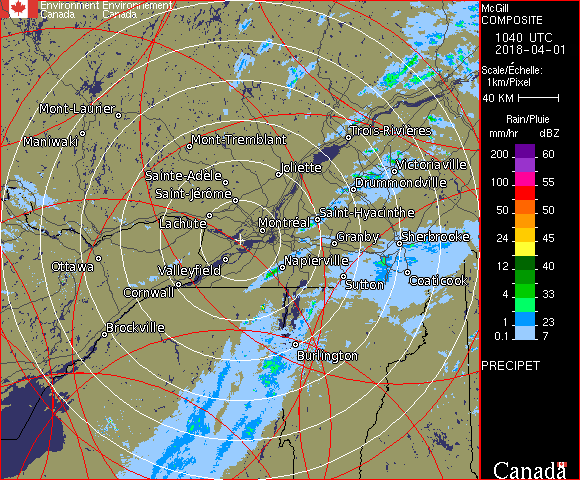 Environment Environnement
Canada Canada
McGill
COMPOSITE
1040 UTC
2018-04-01
Scale/Échelle:
1km/Pixel
40 KM
Rain/Pluie
mm/hr dBZ
200 60
100 55
50 50
24 45
12 40
4 33
1 23
0.1 7
PRECIPET
Canada
Mont-Laurier
Maniwaki
Mont-Tremblant
Trois-Rivières
Joliette
Victoriaville
Sainte-Adèle
Drummondville
Saint-Jérôme
Saint-Hyacinthe
Lachute
Montréal
Granby
Sherbrooke
Ottawa
Valleyfield
Napierville
Coaticook
Sutton
Cornwall
Brockville
Burlington